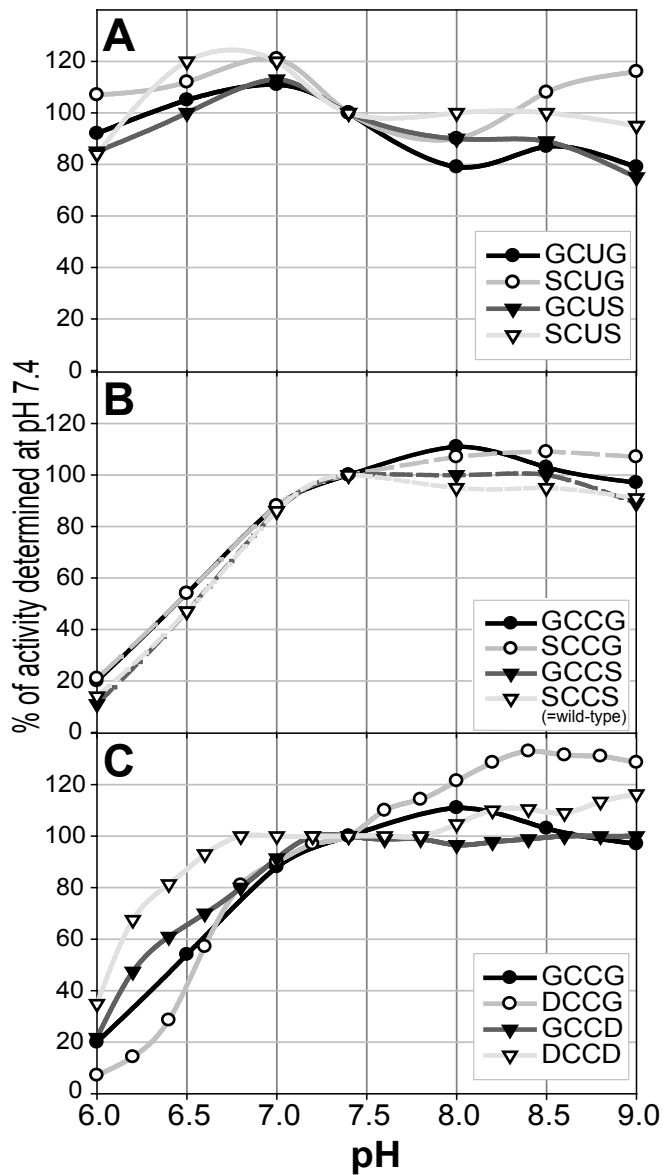 A
120
100
80
60
40
20
0
GCUG
SCUG
GCUS
SCUS
% of activity determined at pH 7.4
B
120
100
80
60
40
20
0
GCCG
SCCG
GCCS
SCCS
(=wild-type)
C
120
100
80
60
40
20
0
GCCG
DCCG
GCCD
DCCD
6.0 6.5 7.0 7.5 8.0 8.5 9.0
pH